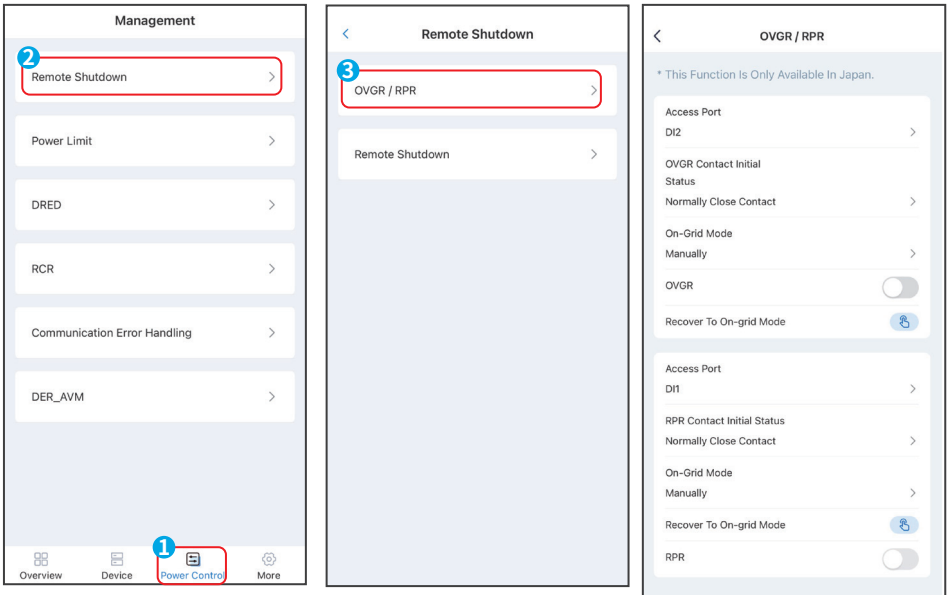 Management
2
Remote Shutdown
Power Limit
DRED
RCR
Communication Error Handling
DER_AVM
1
Overview
Device
Power Control
More
Remote Shutdown
3
OVGR / RPR
Remote Shutdown
OVGR / RPR
* This Function Is Only Available In Japan.
Access Port
DI2
OVGR Contact Initial
Status
Normally Close Contact
On-Grid Mode
Manually
OVGR
Recover To On-grid Mode
Access Port
DI1
RPR Contact Initial Status
Normally Close Contact
On-Grid Mode
Manually
Recover To On-grid Mode
RPR